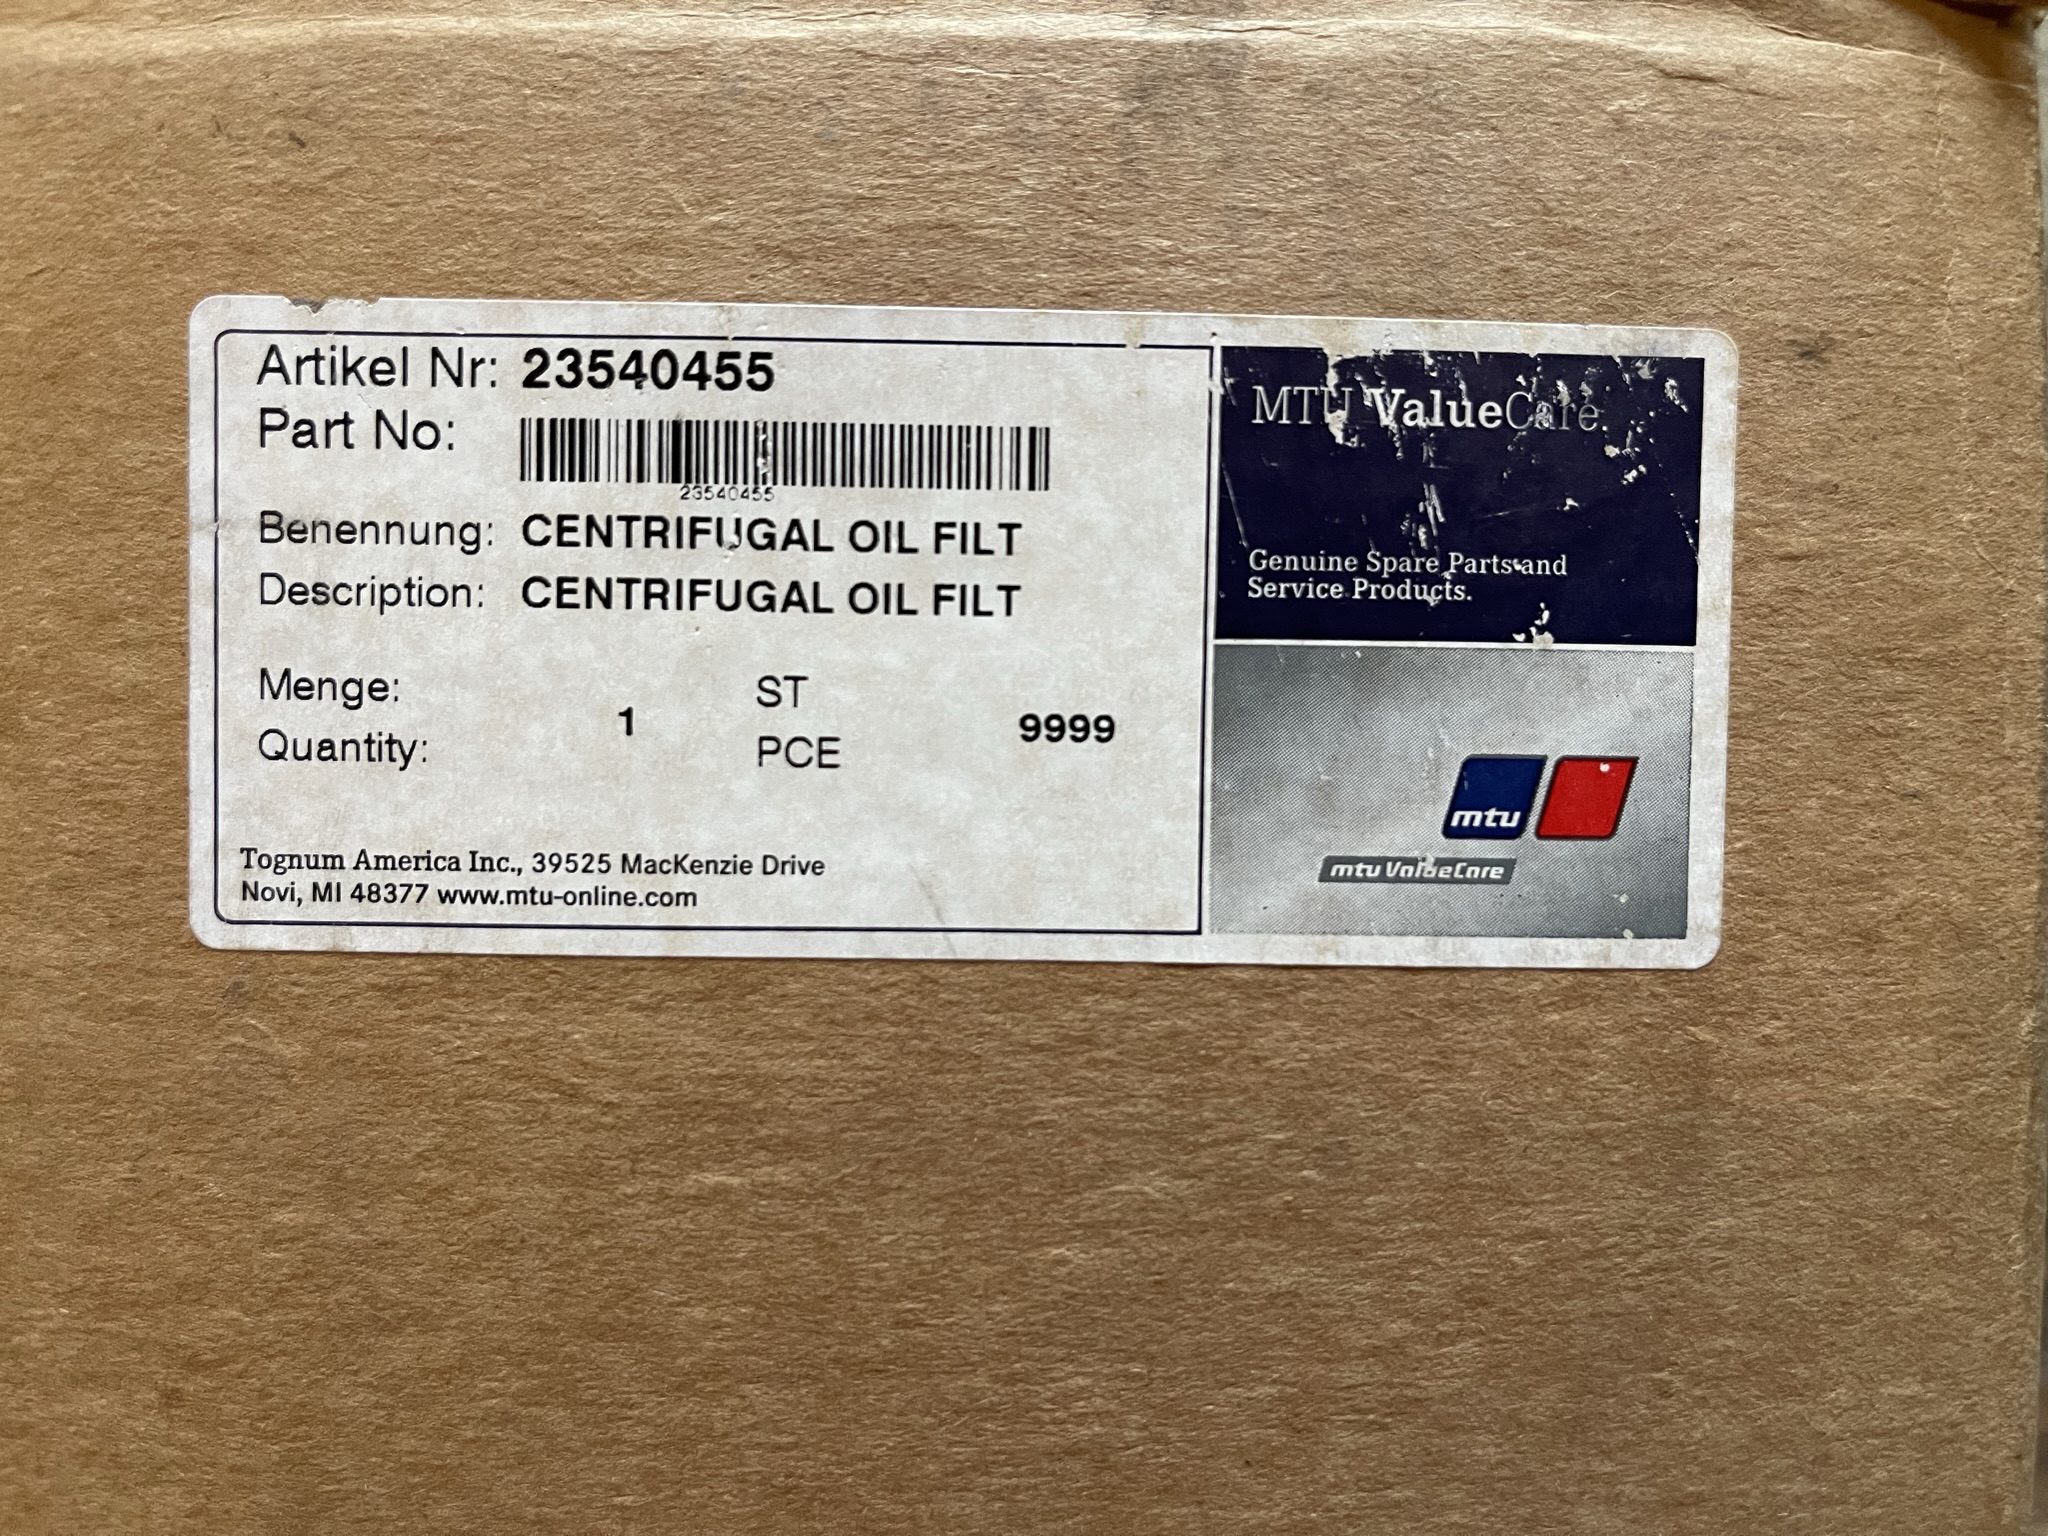 Artikel Nr: 23540455
Part No:
23540455
Benennung: CENTRIFUGAL OIL FILT
Description: CENTRIFUGAL OIL FILT
Menge: ST
1 9999
Quantity: PCE
Tognum America Inc., 39525 MacKenzie Drive
Novi, MI 48377 www.mtu-online.com
MTU ValueCare.
Genuine Spare Parts and
Service Products.
mtu
mtu ValueCare